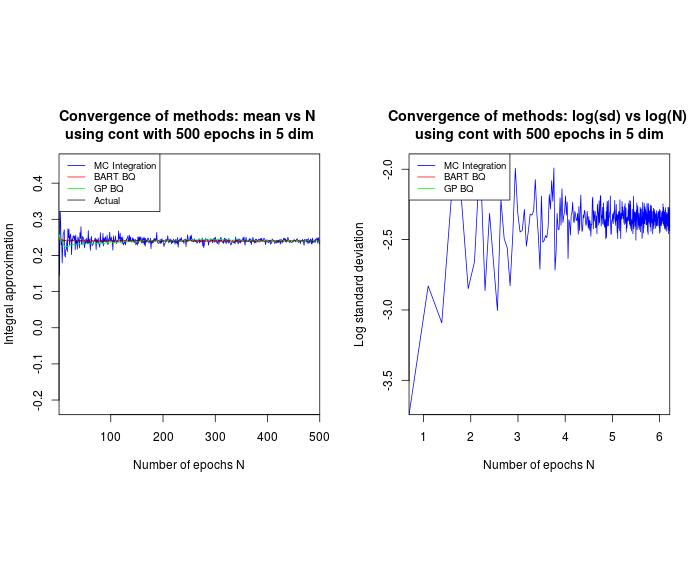 Convergence of methods: mean vs N
using cont with 500 epochs in 5 dim
MC Integration
BART BQ
GP BQ
Actual
Integral approximation
0.4
0.3
0.2
0.1
0.0
-0.1
-0.2
100
200
300
400
500
Number of epochs N
Convergence of methods: log(sd) vs log(N)
using cont with 500 epochs in 5 dim
MC Integration
BART BQ
GP BQ
Log standard deviation
-2.0
-2.5
-3.0
-3.5
1
2
3
4
5
6
Number of epochs N